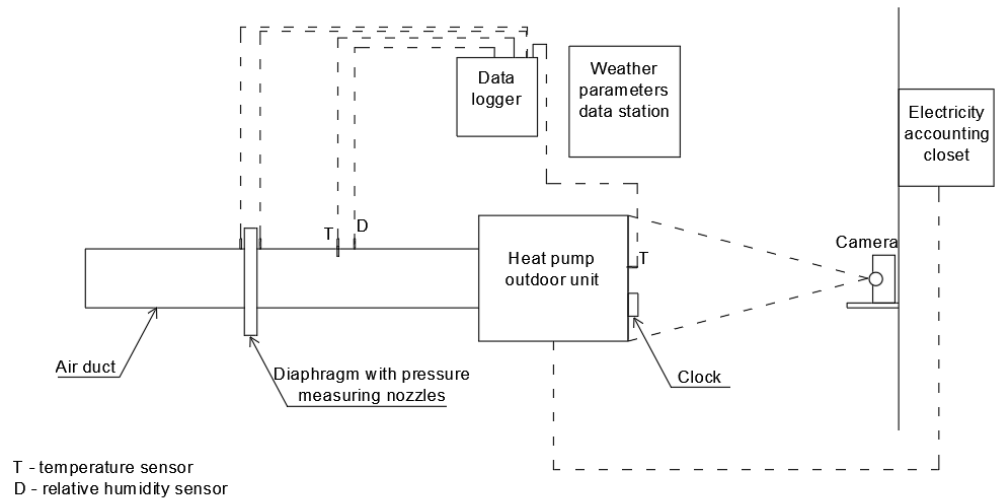 Data
logger
Weather
parameters
data station
Electricity
accounting
closet
T
D
Heat pump
outdoor unit
T
Camera
Air duct
Diaphragm with pressure
measuring nozzles
Clock
T - temperature sensor
D - relative humidity sensor